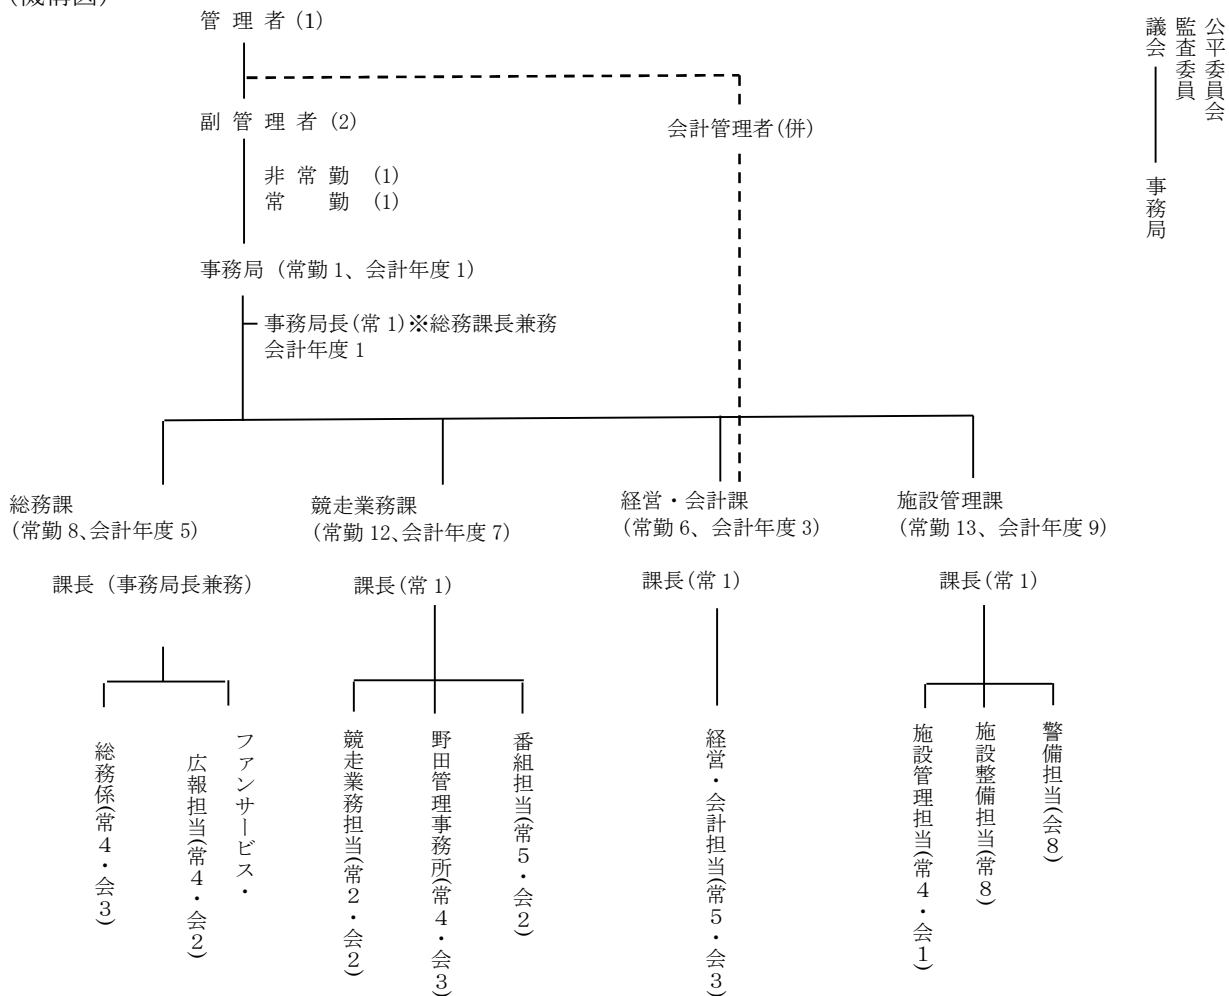 (機構図)
管 理 者 (1)
副 管 理 者 (2)
非 常 勤 (1)
常　　勤 (1)
会計管理者(併)
公平委員会
監査委員
議会
事務局
事務局 (常勤 1、会計年度 1)
事務局長(常 1)※総務課長兼務
会計年度 1
総務課
(常勤 8、会計年度 5)
課長 (事務局長兼務)
総務係(常4・会3)
ファンサービス・
広報担当(常4・会2)
競走業務課
(常勤 12、会計年度 7)
課長(常 1)
競走業務担当(常2・会2)
野田管理事務所(常4・会3)
番組担当(常5・会2)
経営・会計課
(常勤 6、会計年度 3)
課長(常 1)
経営・会計担当(常5・会3)
施設管理課
(常勤 13、会計年度 9)
課長(常 1)
施設管理担当(常4・会1)
施設整備担当(常8)
警備担当(会8)